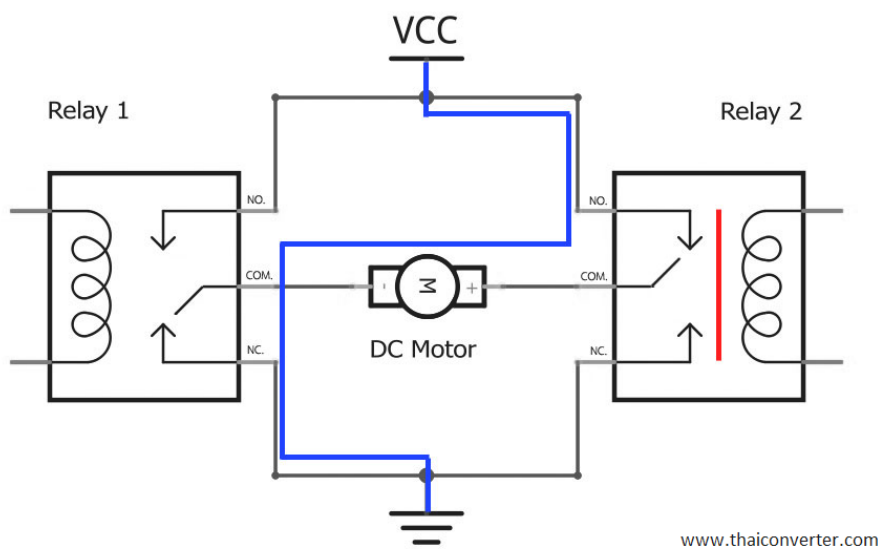 VCC
Relay 1
Relay 2
NO.
NO.
COM.
- M +
COM.
DC Motor
NC.
NC.
www.thaiconverter.com